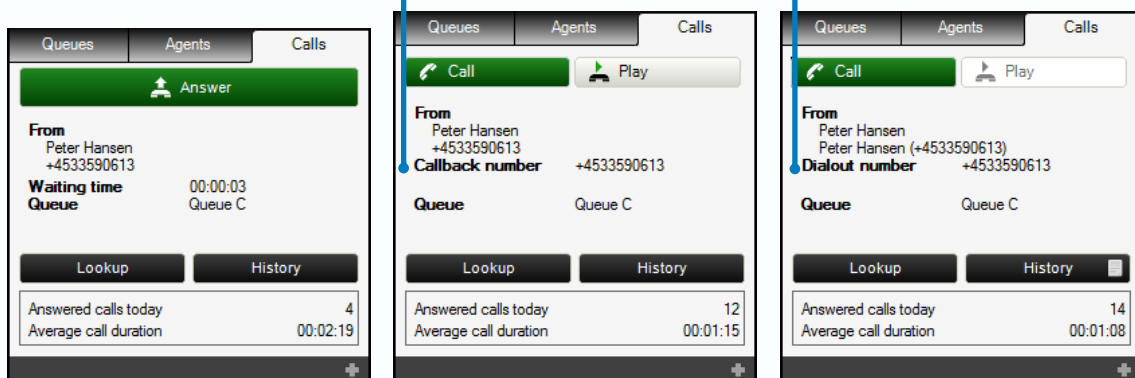 Queues Agents Calls
Answer
From
Peter Hansen
+4533590613
Waiting time 00:00:03
Queue Queue C
Lookup History
Answered calls today 4
Average call duration 00:02:19
Queues Agents Calls
Call Play
From
Peter Hansen
+4533590613
Callback number +4533590613
Queue Queue C
Lookup History
Answered calls today 12
Average call duration 00:01:15
Queues Agents Calls
Call Play
From
Peter Hansen
Peter Hansen (+4533590613)
Dialout number +4533590613
Queue Queue C
Lookup History
Answered calls today 14
Average call duration 00:01:08